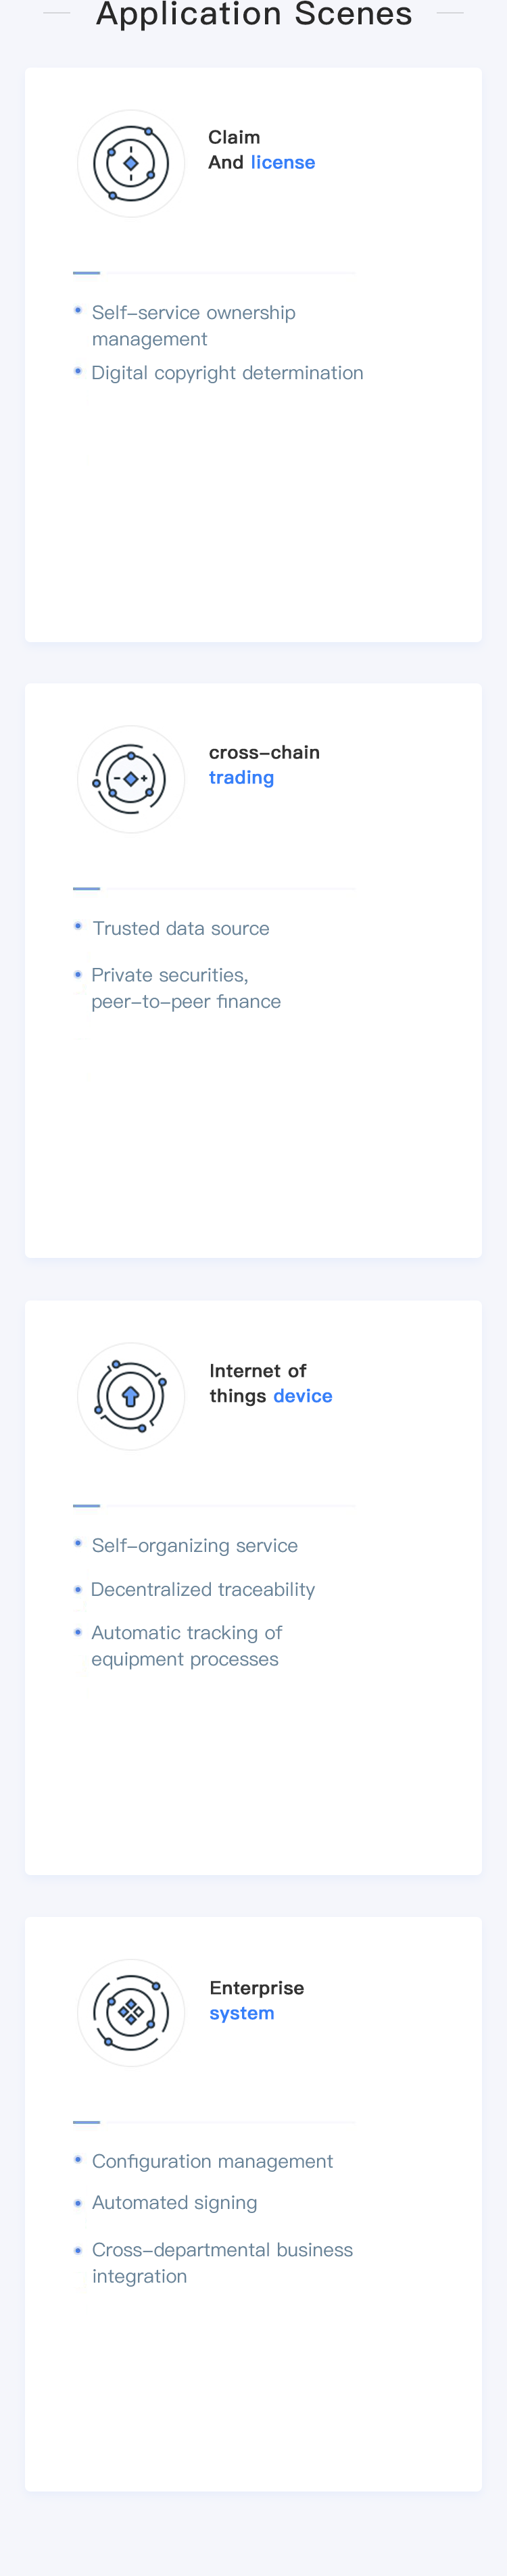 Application Scenes
Claim
And license
Self-service ownership
management
Digital copyright determination
cross-chain
trading
Trusted data source
Private securities,
peer-to-peer finance
Internet of
things device
Self-organizing service
Decentralized traceability
Automatic tracking of
equipment processes
Enterprise
system
Configuration management
Automated signing
Cross-departmental business
integration